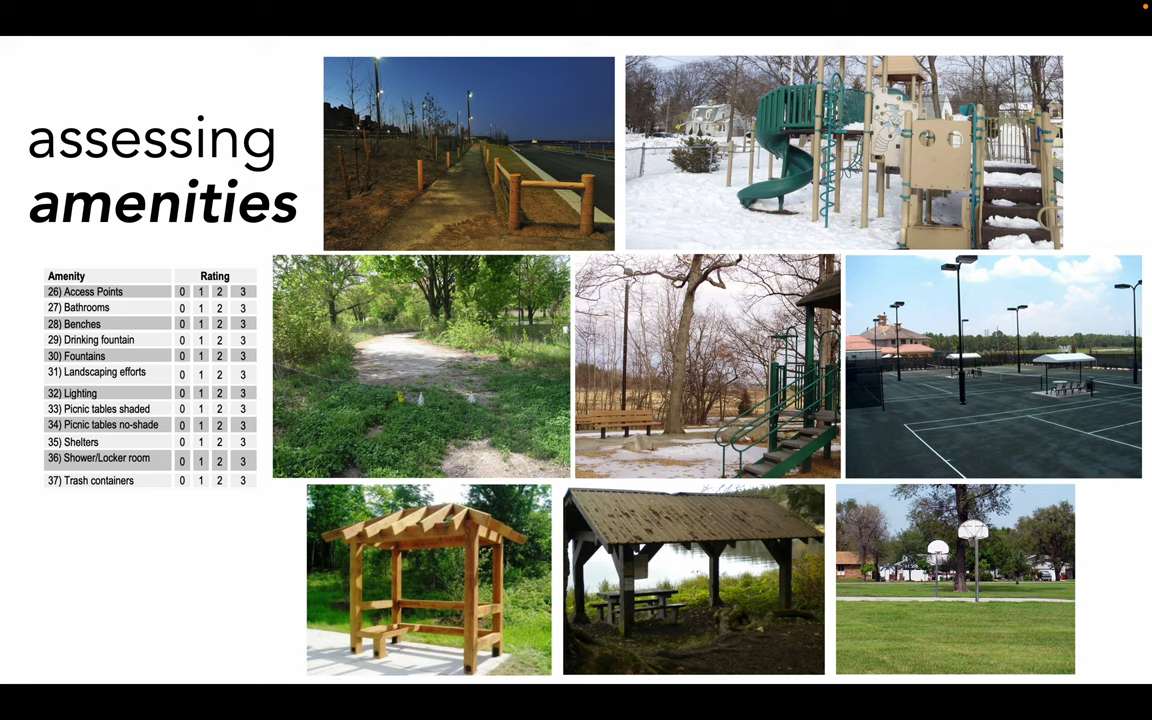 assessing
amenities
Amenity Rating
26) Access Points 0 1 2 3
27) Bathrooms 0 1 2 3
28) Benches 0 1 2 3
29) Drinking fountain 0 1 2 3
30) Fountains 0 1 2 3
31) Landscaping efforts 0 1 2 3
32) Lighting 0 1 2 3
33) Picnic tables shaded 0 1 2 3
34) Picnic tables no-shade 0 1 2 3
35) Shelters 0 1 2 3
36) Shower/Locker room 0 1 2 3
37) Trash containers 0 1 2 3